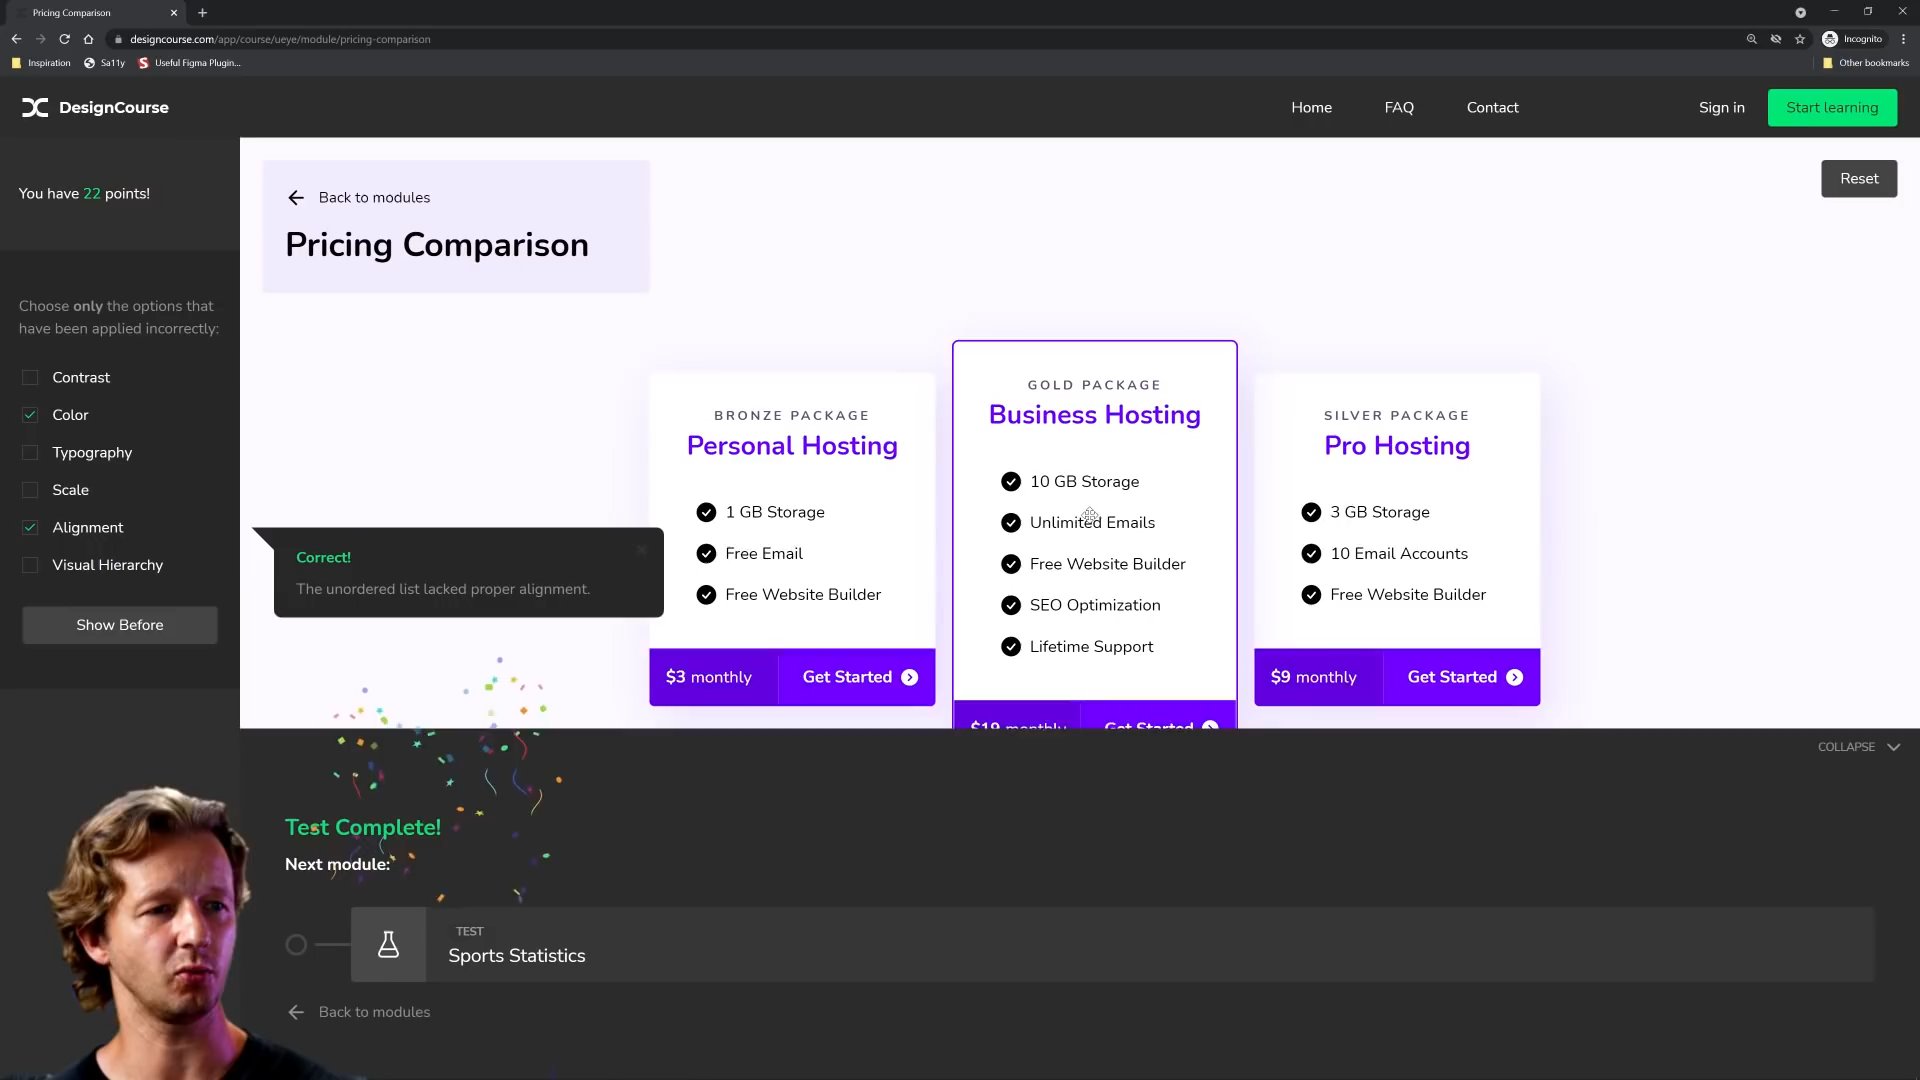 Pricing Comparison
designcourse.com/app/course/ueye/module/pricing-comparison
Incognito
Inspiration
Sa11y
Useful Figma Plugin...
Other bookmarks
DesignCourse
Home
FAQ
Contact
Sign in
Start learning
You have 22 points!
Choose only the options that
have been applied incorrectly:
Contrast
Color
Typography
Scale
Alignment
Visual Hierarchy
Show Before
Back to modules
Pricing Comparison
Reset
Correct!
The unordered list lacked proper alignment.
BRONZE PACKAGE
Personal Hosting
1 GB Storage
Free Email
Free Website Builder
$3 monthly
Get Started
GOLD PACKAGE
Business Hosting
10 GB Storage
Unlimited Emails
Free Website Builder
SEO Optimization
Lifetime Support
$19 monthly
Get Started
SILVER PACKAGE
Pro Hosting
3 GB Storage
10 Email Accounts
Free Website Builder
$9 monthly
Get Started
COLLAPSE
Test Complete!
Next module:
TEST
Sports Statistics
Back to modules